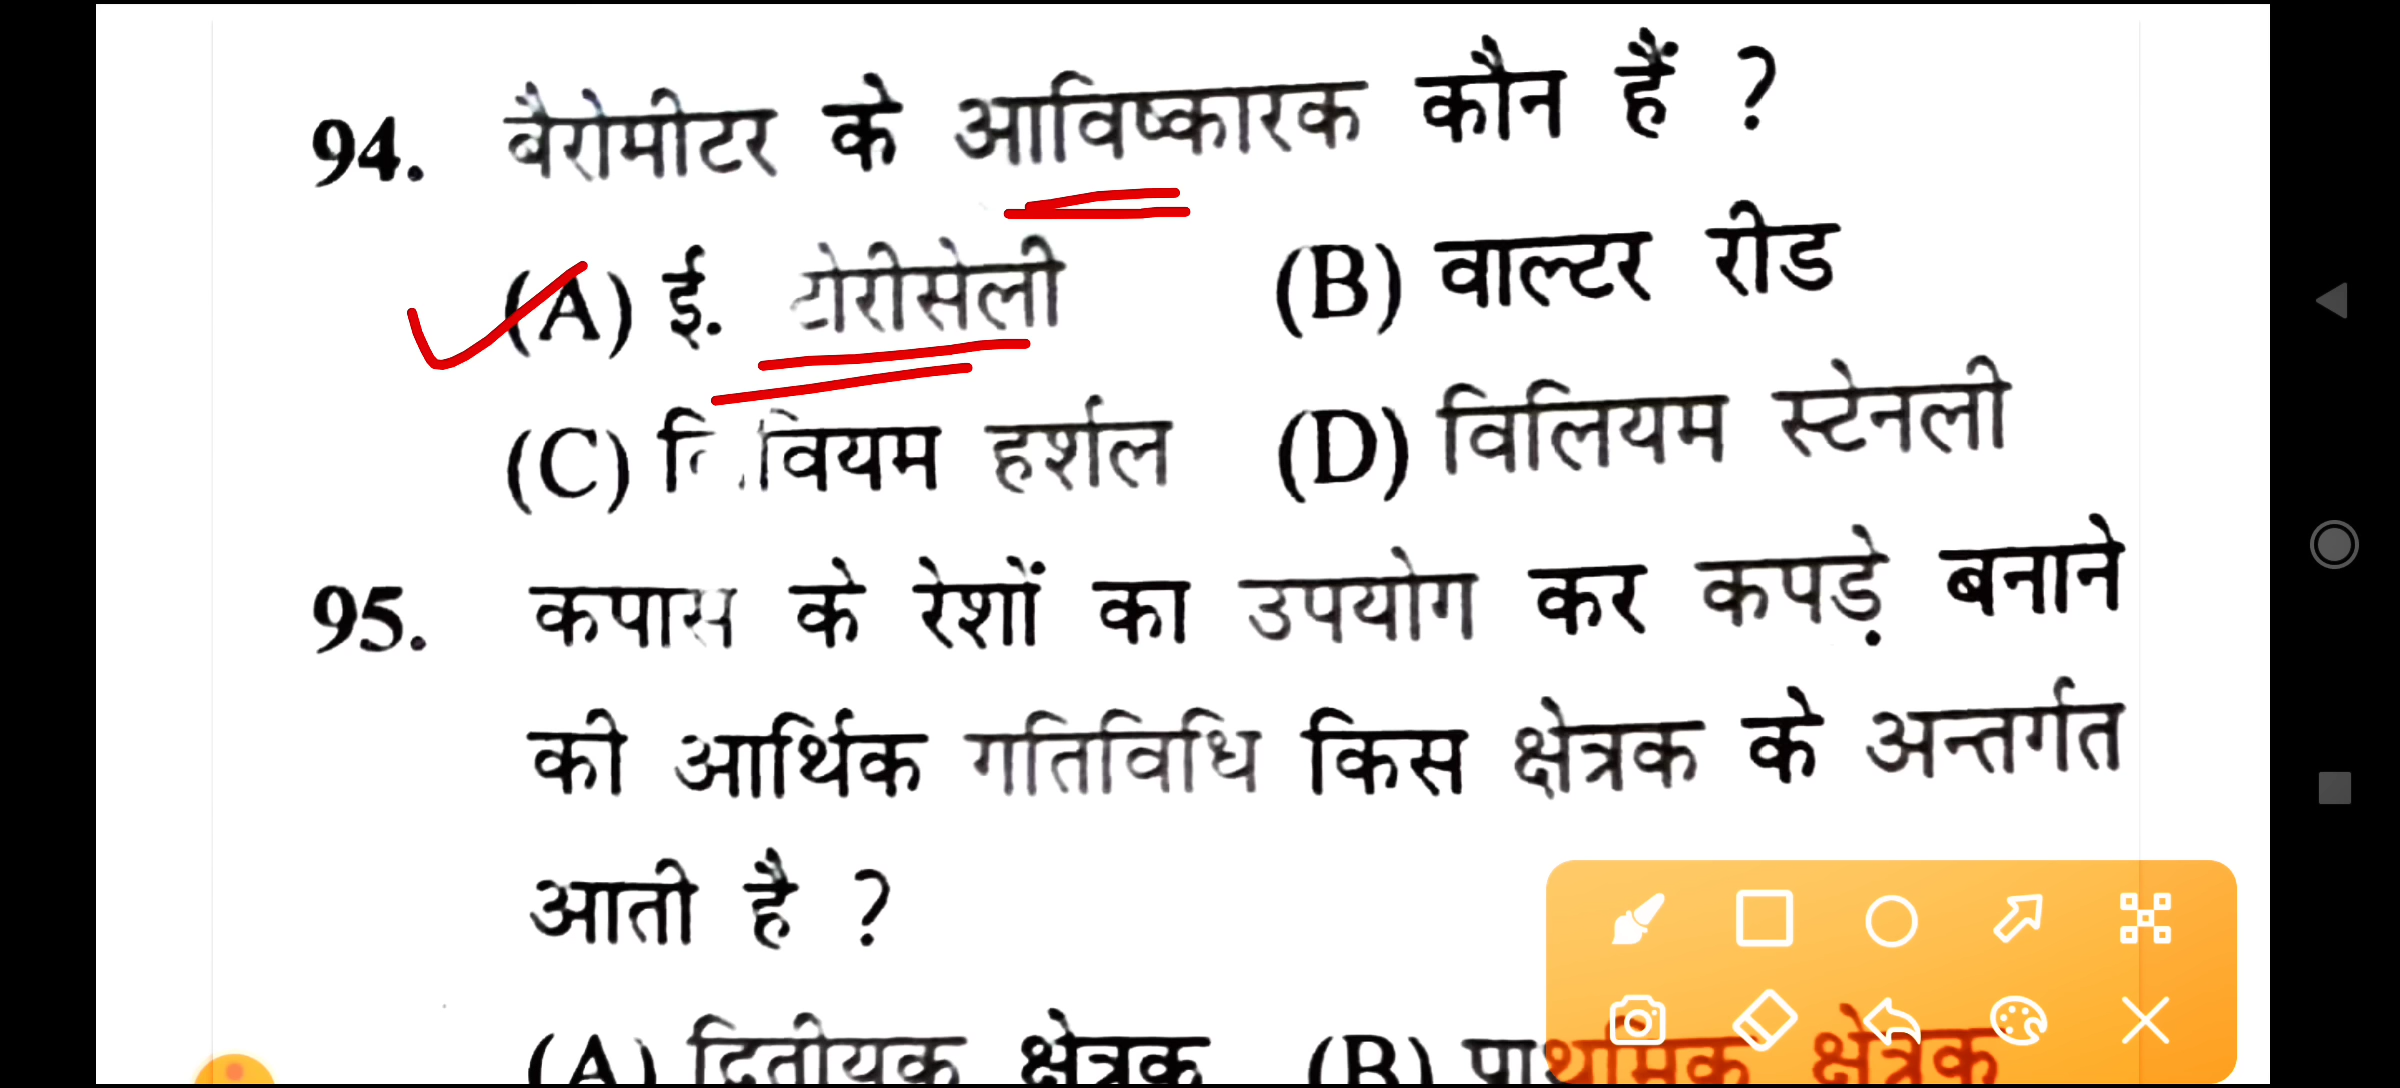 94. बैरोमीटर के आविष्कारक कौन हैं ?
(A) ई. टोरीसेली (B) वाल्टर रीड
(C) हर्शल (D) विलियम स्टेनली
95. कपास के रेशों का उपयोग कर कपड़े बनाने
की आर्थिक गतिविधि किस क्षेत्रक के अन्तर्गत
आती है ?
(A) द्वितीयक क्षेत्रक (B) प्राथमिक क्षेत्रक